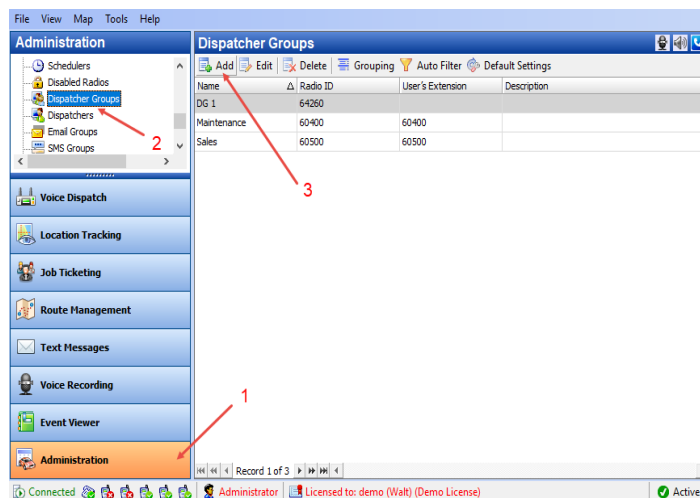 File View Map Tools Help
Administration
Dispatcher Groups
Schedulers
Disabled Radios
Dispatcher Groups
Dispatchers
Email Groups
SMS Groups
2
Add Edit Delete Grouping Auto Filter Default Settings
Name Radio ID User's Extension Description
DG 1 64260
Maintenance 60400 60400
Sales 60500 60500
3
Voice Dispatch
Location Tracking
Job Ticketing
Route Management
Text Messages
Voice Recording
Event Viewer
Administration
1
Record 1 of 3
Connected Administrator Licensed to: demo (Walt) (Demo License) Active